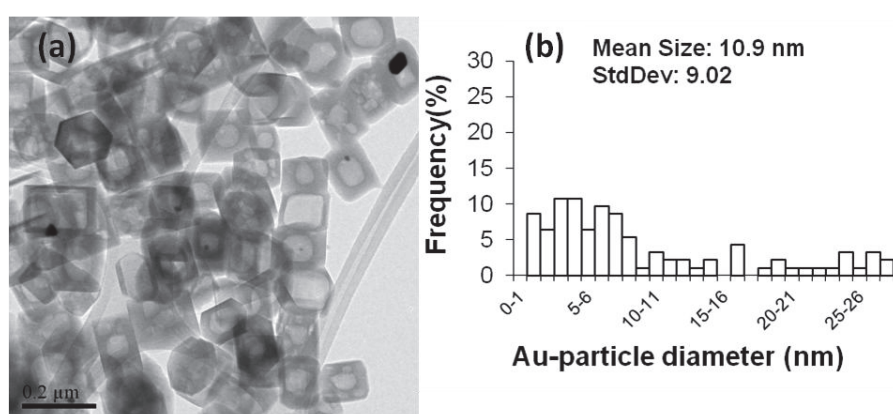 (a)
0.2 µm
(b)
Mean Size: 10.9 nm
StdDev: 9.02
Frequency(%)
30
25
20
15
10
5
0
0-1
5-6
10-11
15-16
20-21
25-26
Au-particle diameter (nm)